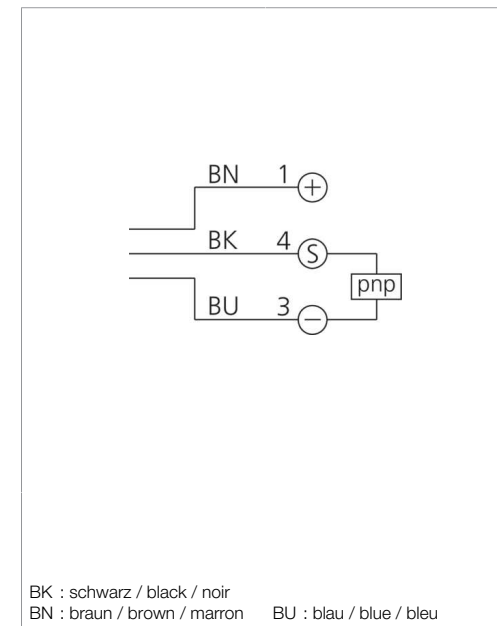 BN 1 +
BK 4 S
pnp
BU 3 −
BK : schwarz / black / noir
BN : braun / brown / marron BU : blau / blue / bleu